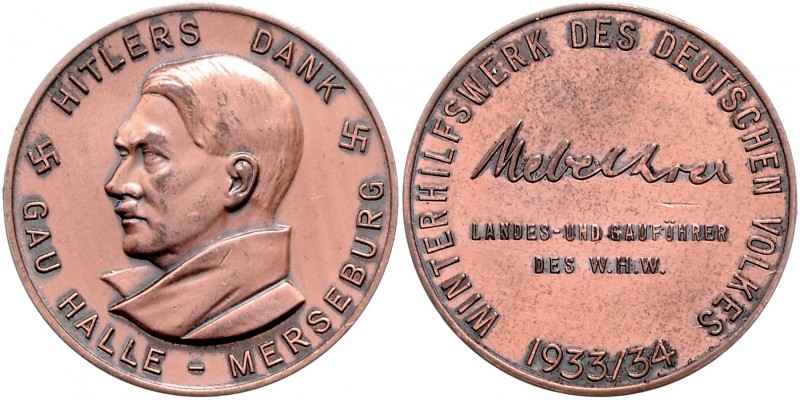 HITLERS DANK
GAU HALLE - MERSEBURG
WINTERHILFSWERK DES DEUTSCHEN VOLKES
LANDES-UND GAUFÜHRER
DES W.H.W.
1933/34